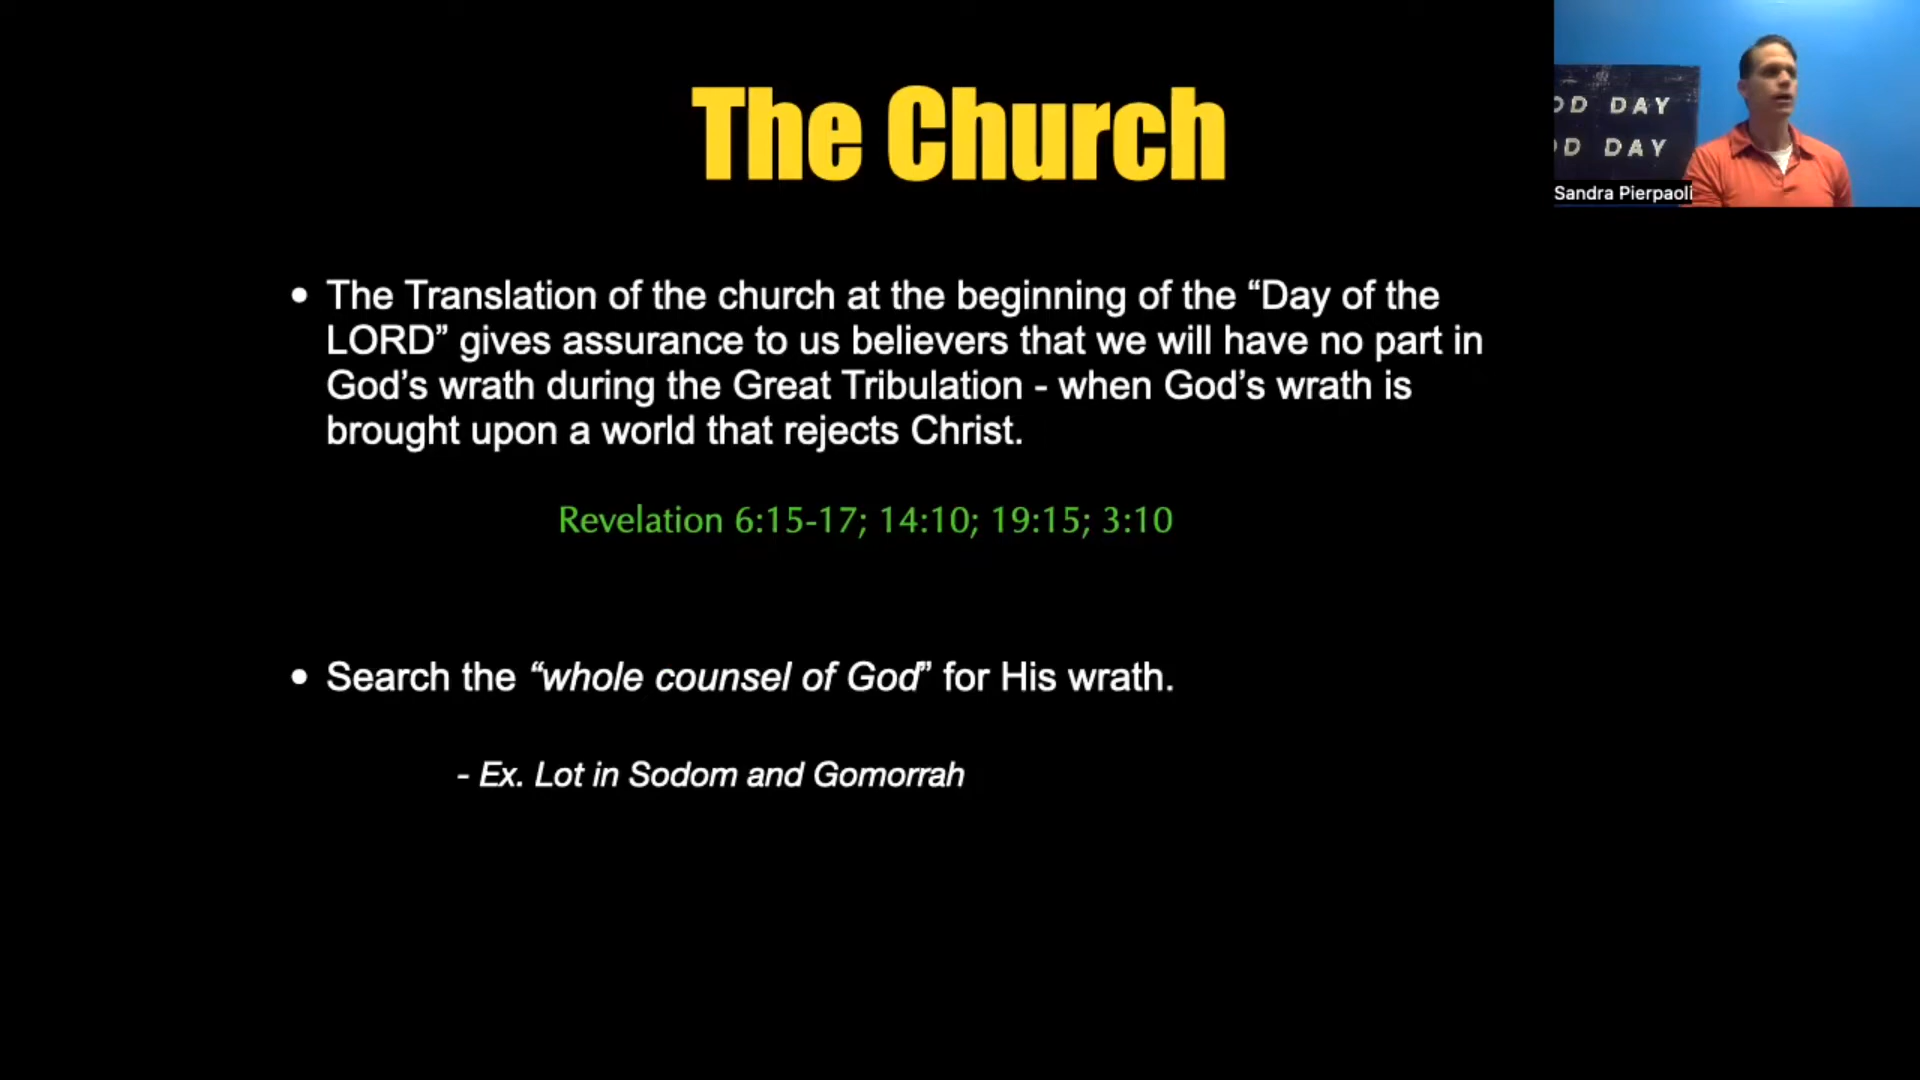 The Church
OD DAY
OD DAY
Sandra Pierpaoli
• The Translation of the church at the beginning of the “Day of the
LORD” gives assurance to us believers that we will have no part in
God’s wrath during the Great Tribulation - when God’s wrath is
brought upon a world that rejects Christ.
Revelation 6:15-17; 14:10; 19:15; 3:10
• Search the “whole counsel of God” for His wrath.
- Ex. Lot in Sodom and Gomorrah